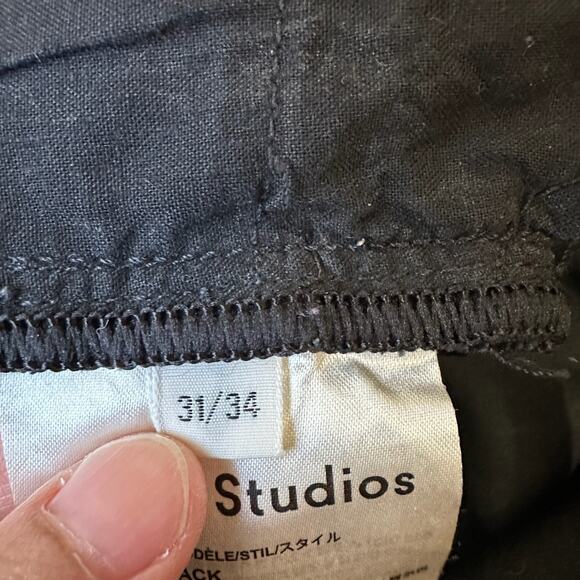 31/34
Studios
DÈLE/STIL/スタイル
ACK